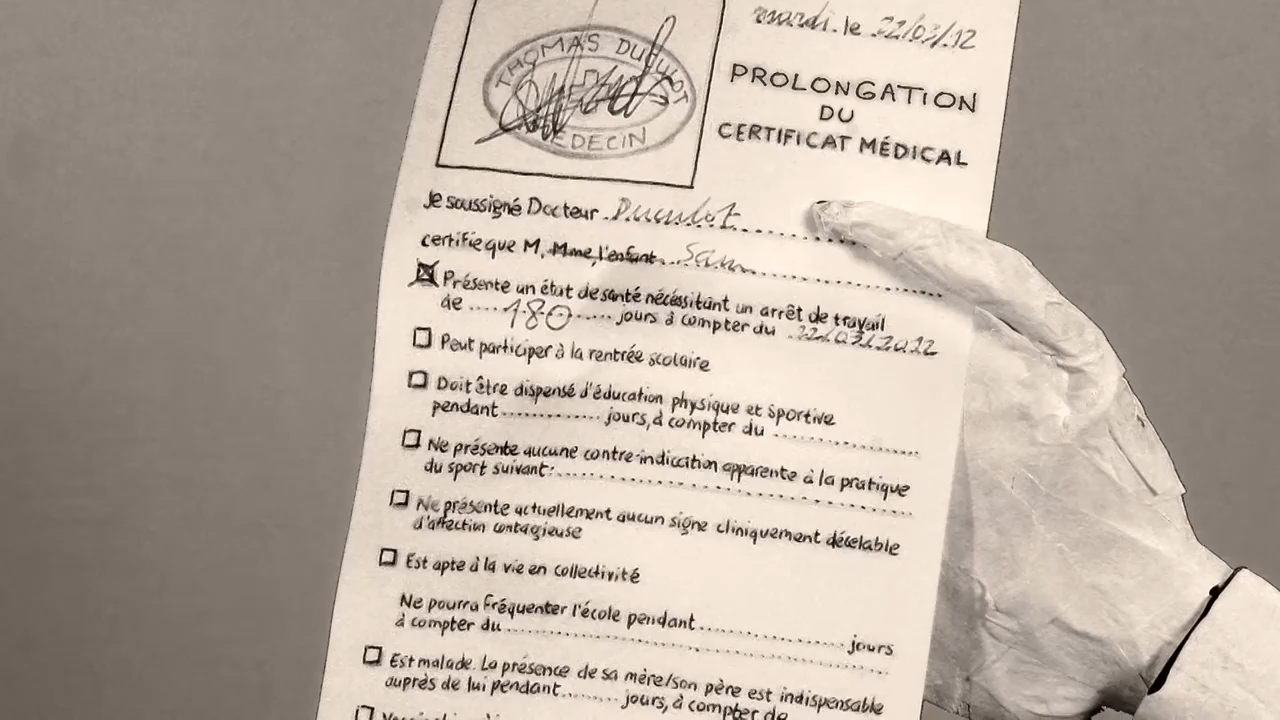 THOMAS DUCULOT
MÉDECIN
mardi. le 22/03/12
PROLONGATION
DU
CERTIFICAT MÉDICAL
Je soussigné Docteur Duculot
certifie que M, Mme, l'enfant Sam
Présente un état de santé nécessitant un arrêt de travail
de 180 jours à compter du 22/03/2012
Peut participer à la rentrée scolaire
Doit être dispensé d'éducation physique et sportive
pendant jours, à compter du
Ne présente aucune contre-indication apparente à la pratique
du sport suivant:
Ne présente actuellement aucun signe cliniquement décelable
d'affection contagieuse
Est apte à la vie en collectivité
Ne pourra fréquenter l'école pendant jours
à compter du
Est malade. La présence de sa mère/son père est indispensable
auprès de lui pendant jours, à compter de